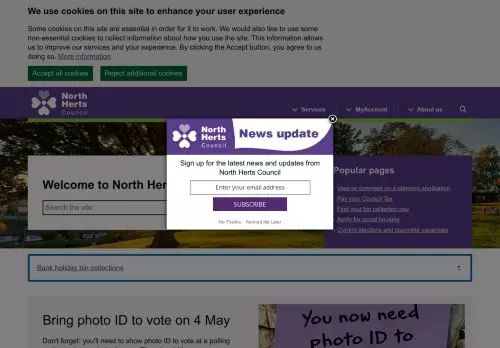 We use cookies on this site to enhance your user experience
Some cookies on this site are essential in order for it to work. We would also like to use some
non-essential cookies to collect information about how you use the site. This information allows
us to improve our services and your experience. By clicking the Accept button, you agree to us
doing so. More information
Accept all cookies
Reject additional cookies
North
Herts
Council
Services
MyAccount
About us
North
Herts
Council
News update
Sign up for the latest news and updates from
North Herts Council
Enter your email address
SUBSCRIBE
No Thanks
Remind Me Later
Welcome to North Her
Search the site
Popular pages
View or comment on a planning application
Pay your Council Tax
Find your bin collection day
Apply for social housing
Current elections and councillor vacancies
Bank holiday bin collections
Bring photo ID to vote on 4 May
Don't forget: you'll need to show photo ID to vote at a polling
You now need
photo ID to